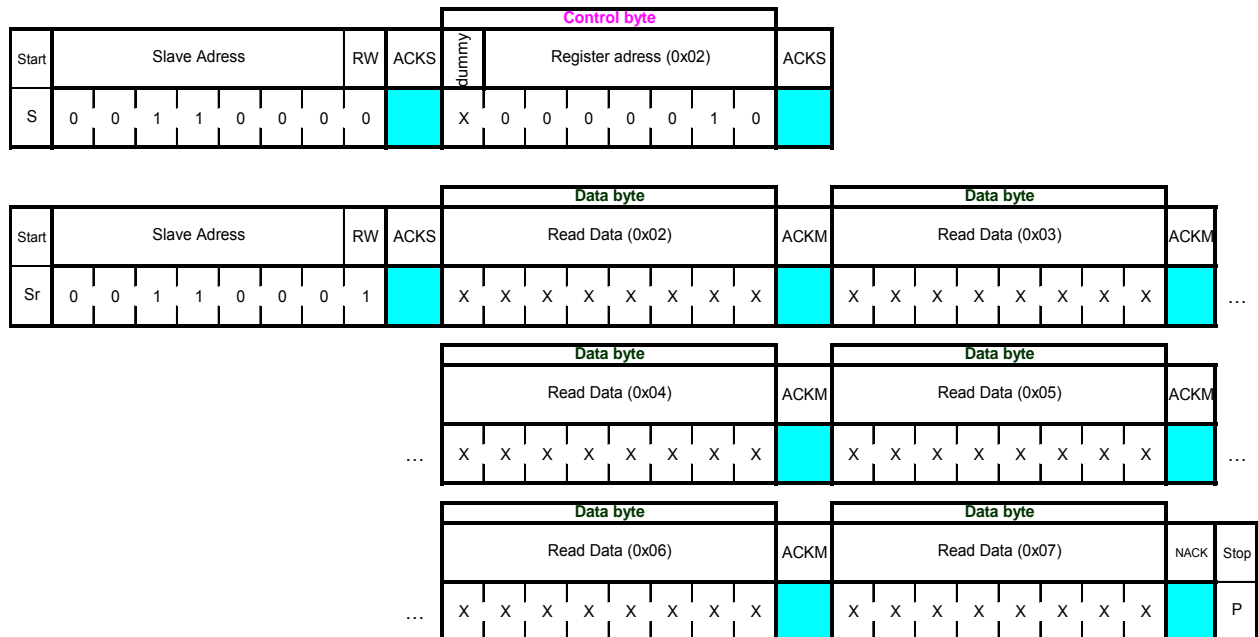 Control byte
Start Slave Adress RW ACKS dummy Register adress (0x02) ACKS
S 0 0 1 1 0 0 0 0 X 0 0 0 0 0 1 0
Data byte Data byte
Start Slave Adress RW ACKS Read Data (0x02) ACKM Read Data (0x03) ACKM
Sr 0 0 1 1 0 0 0 1 X X X X X X X X X X X X X X X X …
Data byte Data byte
Read Data (0x04) ACKM Read Data (0x05) ACKM
… X X X X X X X X X X X X X X X X …
Data byte Data byte
Read Data (0x06) ACKM Read Data (0x07) NACK Stop
… X X X X X X X X X X X X X X X X P